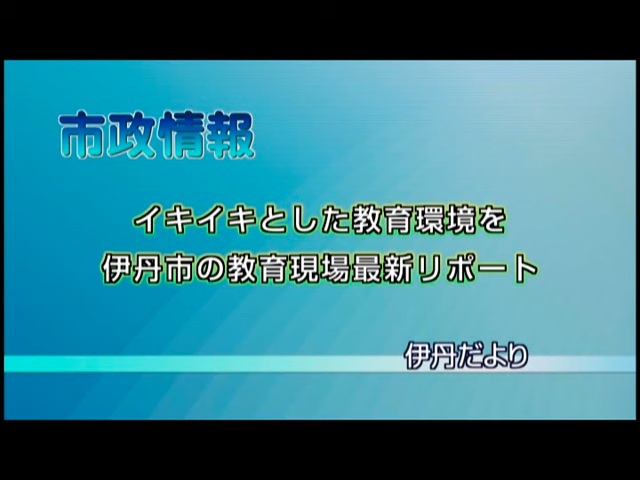 市政情報
イキイキとした教育環境を
伊丹市の教育現場最新リポート
伊丹だより